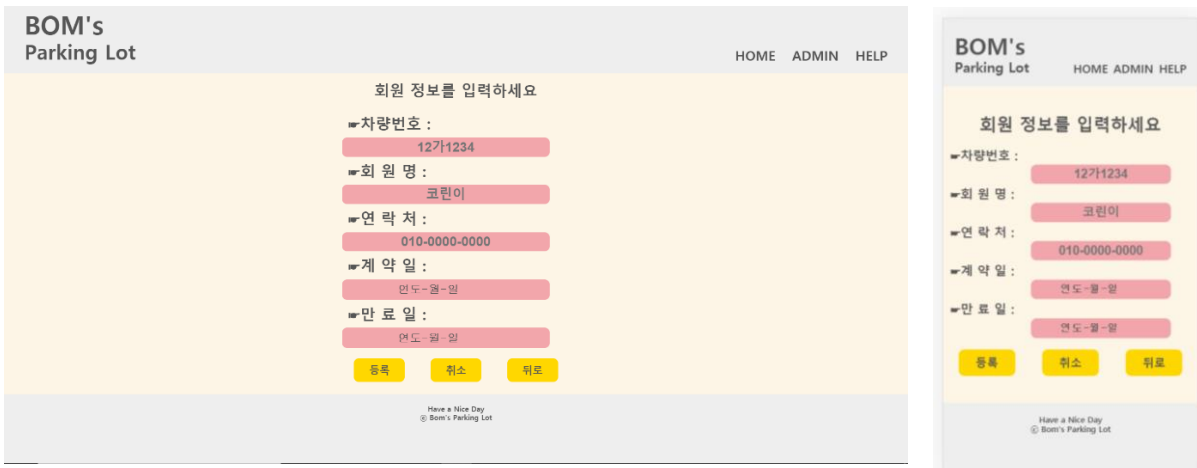 BOM's
Parking Lot
HOME ADMIN HELP
회원 정보를 입력하세요
☛차량번호 :
12가1234
☛회 원 명 :
코린이
☛연 락 처 :
010-0000-0000
☛계 약 일 :
연도-월-일
☛만 료 일 :
연도-월-일
등록 취소 뒤로
Have a Nice Day
ⓒ Bom's Parking Lot
BOM's
Parking Lot
HOME ADMIN HELP
회원 정보를 입력하세요
☛차량번호 :
12가1234
☛회 원 명 :
코린이
☛연 락 처 :
010-0000-0000
☛계 약 일 :
연도-월-일
☛만 료 일 :
연도-월-일
등록 취소 뒤로
Have a Nice Day
ⓒ Bom's Parking Lot